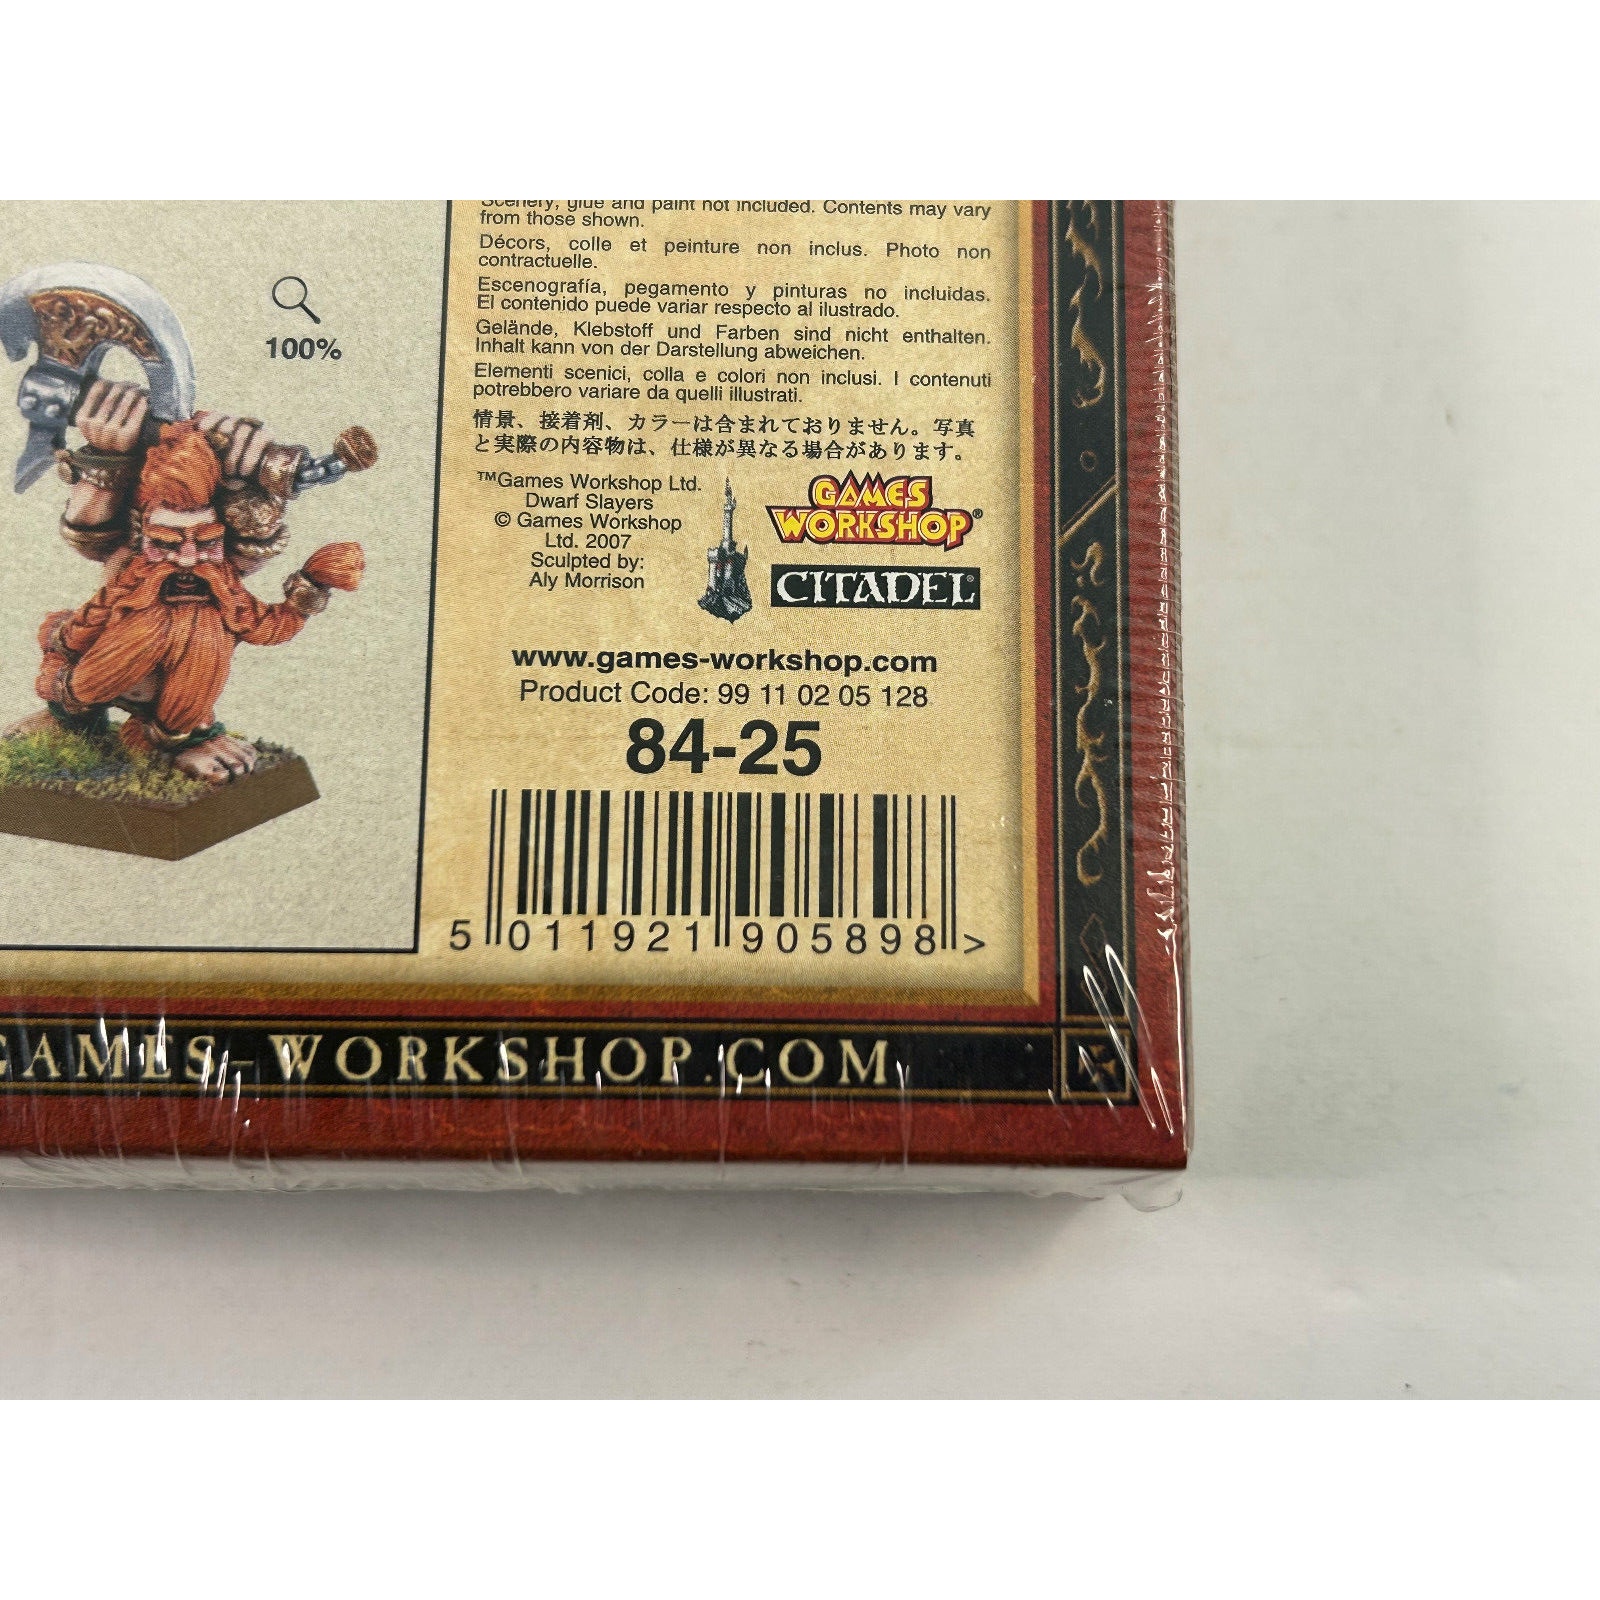 Scenery, glue and paint not included. Contents may vary
from those shown.
Décors, colle et peinture non inclus. Photo non
contractuelle.
Escenografía, pegamento y pinturas no incluidas.
El contenido puede variar respecto al ilustrado.
Gelände, Klebstoff und Farben sind nicht enthalten.
Inhalt kann von der Darstellung abweichen.
Elementi scenici, colla e colori non inclusi. I contenuti
potrebbero variare da quelli illustrati.
情景、接着剤、カラーは含まれておりません。写真
と実際の内容物は、仕様が異なる場合があります。
100%
™Games Workshop Ltd.
Dwarf Slayers
© Games Workshop
Ltd. 2007
Sculpted by:
Aly Morrison
GAMES
WORKSHOP®
CITADEL®
www.games-workshop.com
Product Code: 99 11 02 05 128
84-25
5 011921 905898 >
GAMES-WORKSHOP.COM